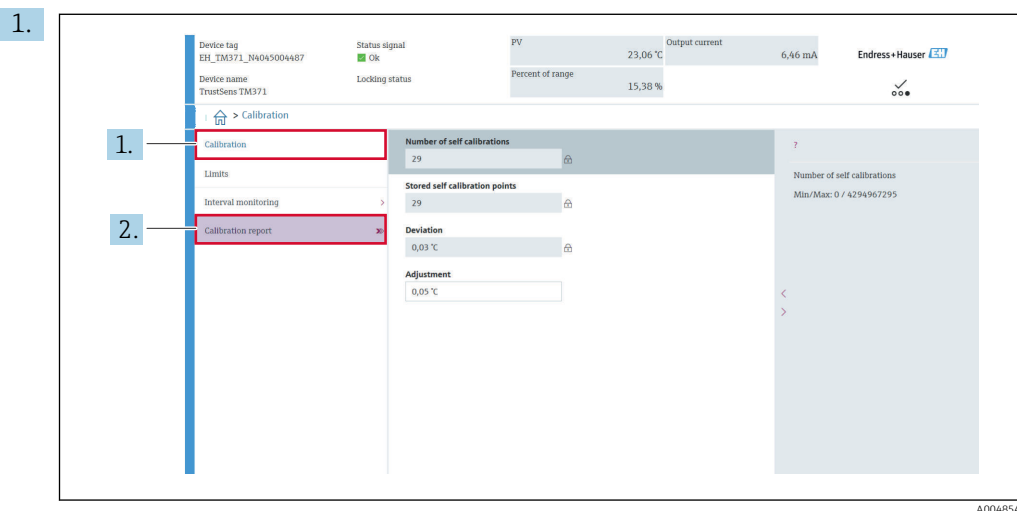 1.
Device tag
EH_TM371_N4045004487
Status signal
Ok
PV
23,06 °C
Output current
6,46 mA
Endress+Hauser EH
Device name
TrustSens TM371
Locking status
Percent of range
15,38 %
> Calibration
1.
Calibration
Limits
Interval monitoring >
2.
Calibration report »
Number of self calibrations
29
Stored self calibration points
29
Deviation
0,03 °C
Adjustment
0,05 °C
?
Number of self calibrations
Min/Max: 0 / 4294967295
<
>